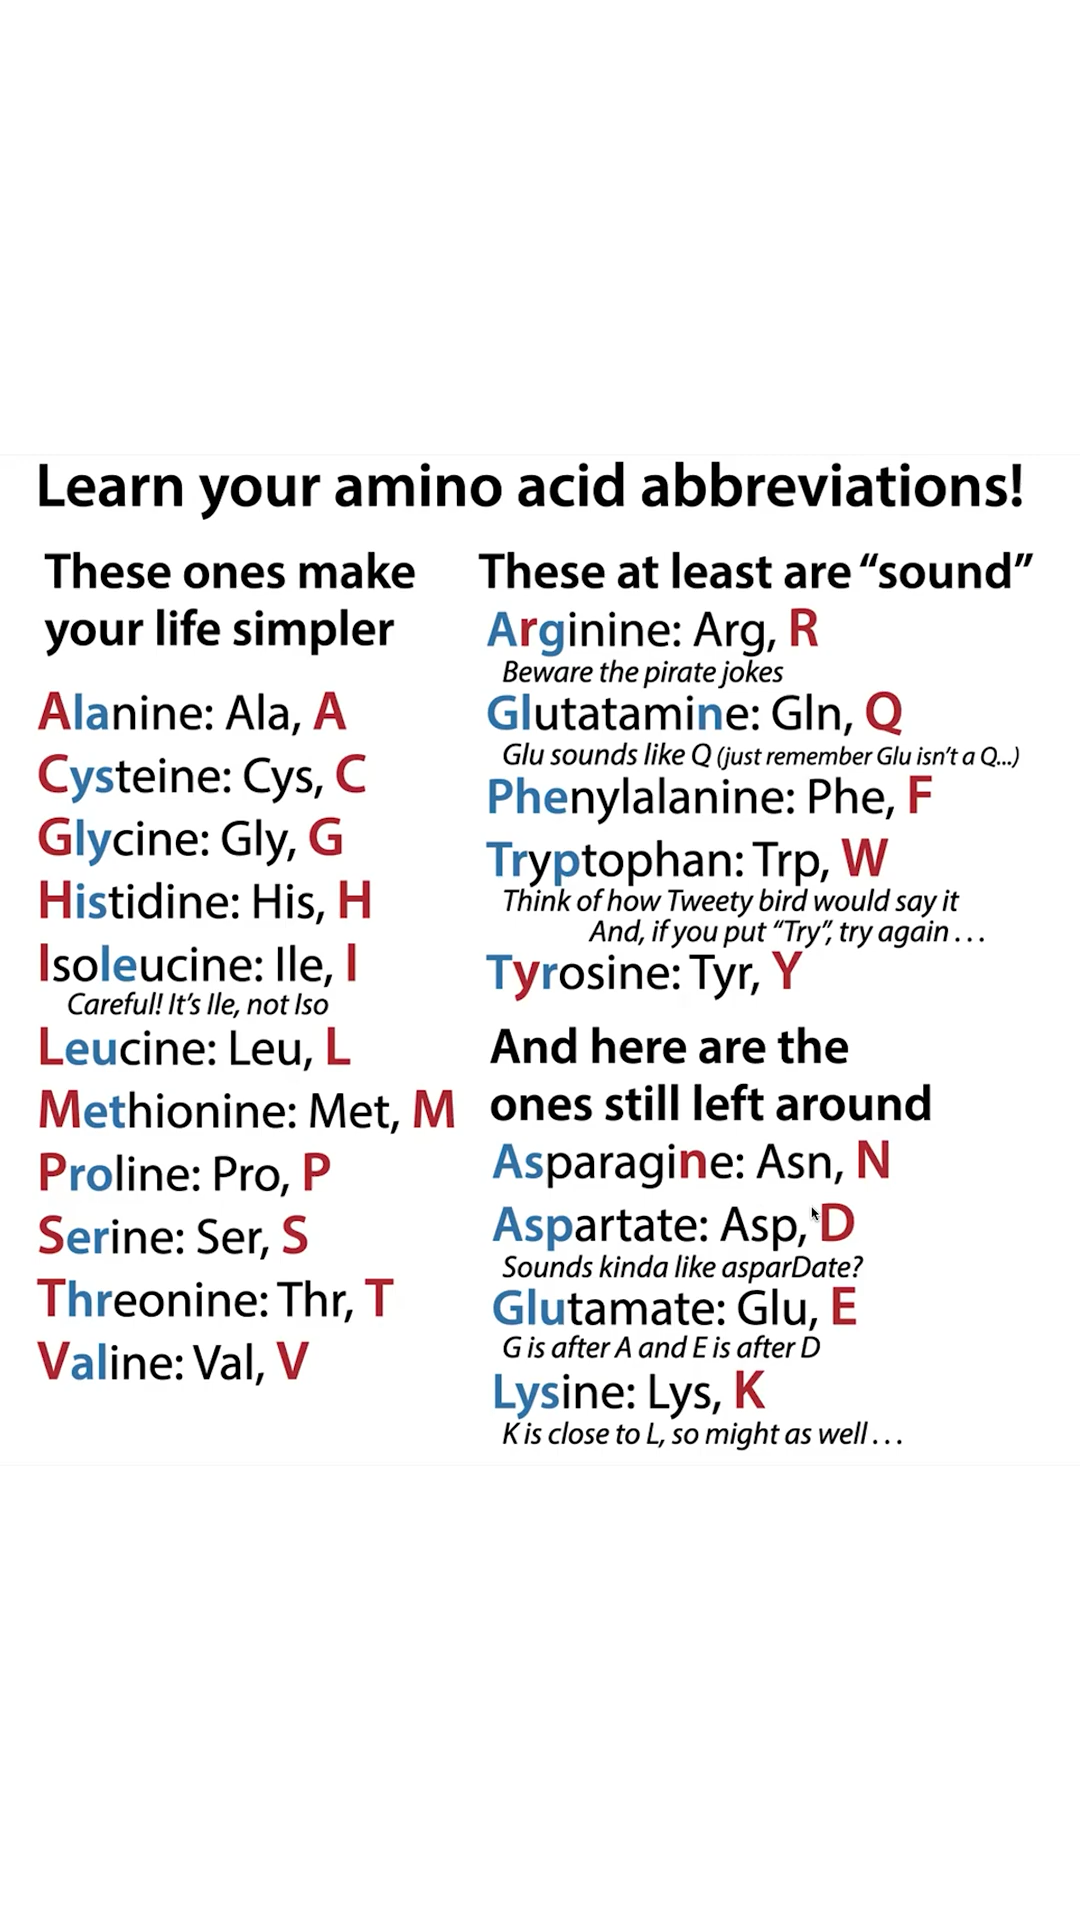 Learn your amino acid abbreviations!
These ones make
your life simpler
Alanine: Ala, A
Cysteine: Cys, C
Glycine: Gly, G
Histidine: His, H
Isoleucine: Ile, I
Careful! It's Ile, not Iso
Leucine: Leu, L
Methionine: Met, M
Proline: Pro, P
Serine: Ser, S
Threonine: Thr, T
Valine: Val, V
These at least are “sound”
Arginine: Arg, R
Beware the pirate jokes
Glutatamine: Gln, Q
Glu sounds like Q (just remember Glu isn't a Q...)
Phenylalanine: Phe, F
Tryptophan: Trp, W
Think of how Tweety bird would say it
And, if you put “Try”, try again . . .
Tyrosine: Tyr, Y
And here are the
ones still left around
Asparagine: Asn, N
Aspartate: Asp, D
Sounds kinda like asparDate?
Glutamate: Glu, E
G is after A and E is after D
Lysine: Lys, K
K is close to L, so might as well . . .